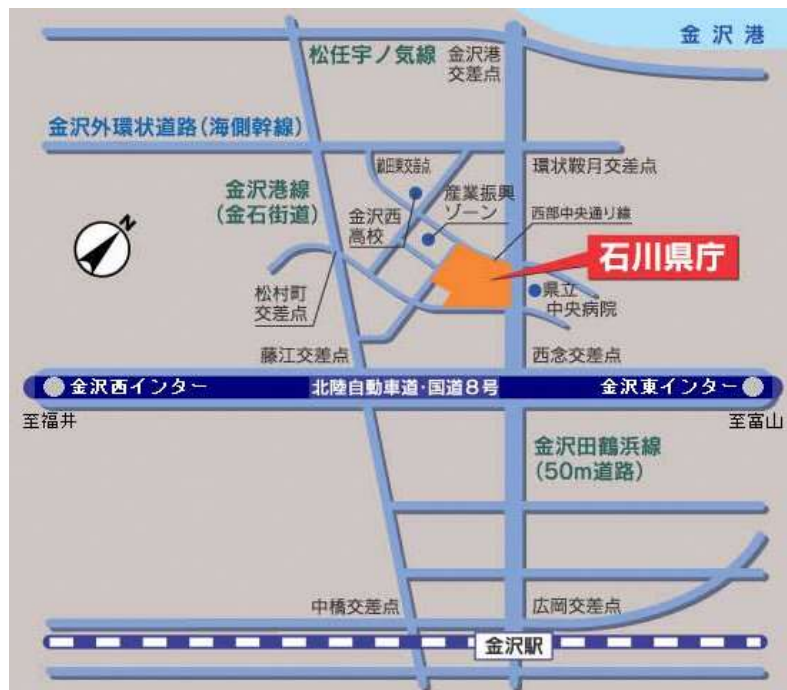 金沢港
松任宇ノ気線
金沢港
交差点
金沢外環状道路(海側幹線)
畝田東交差点
環状鞍月交差点
金沢港線
(金石街道)
産業振興
ゾーン
金沢西
高校
西部中央通り線
石川県庁
松村町
交差点
県立
中央病院
藤江交差点
西念交差点
金沢西インター
北陸自動車道・国道8号
金沢東インター
至福井
至富山
金沢田鶴浜線
(50m道路)
中橋交差点
広岡交差点
金沢駅
N